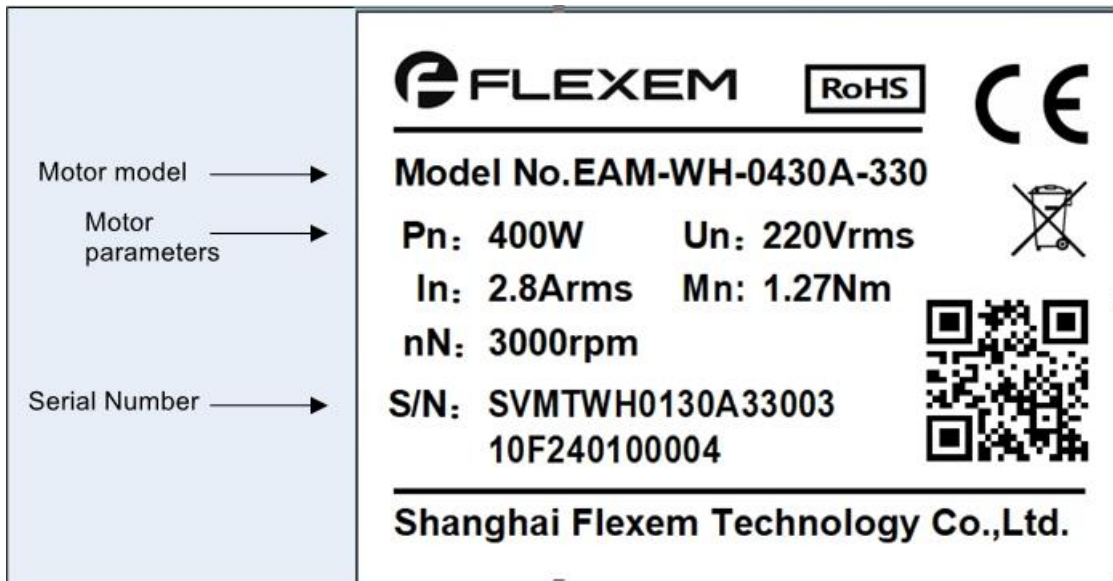 FLEXEM RoHS CE
Motor model
Model No.EAM-WH-0430A-330
Motor
parameters
Pn：400W Un：220Vrms
In：2.8Arms Mn: 1.27Nm
nN：3000rpm
Serial Number
S/N：SVMTWH0130A33003
10F240100004
Shanghai Flexem Technology Co.,Ltd.